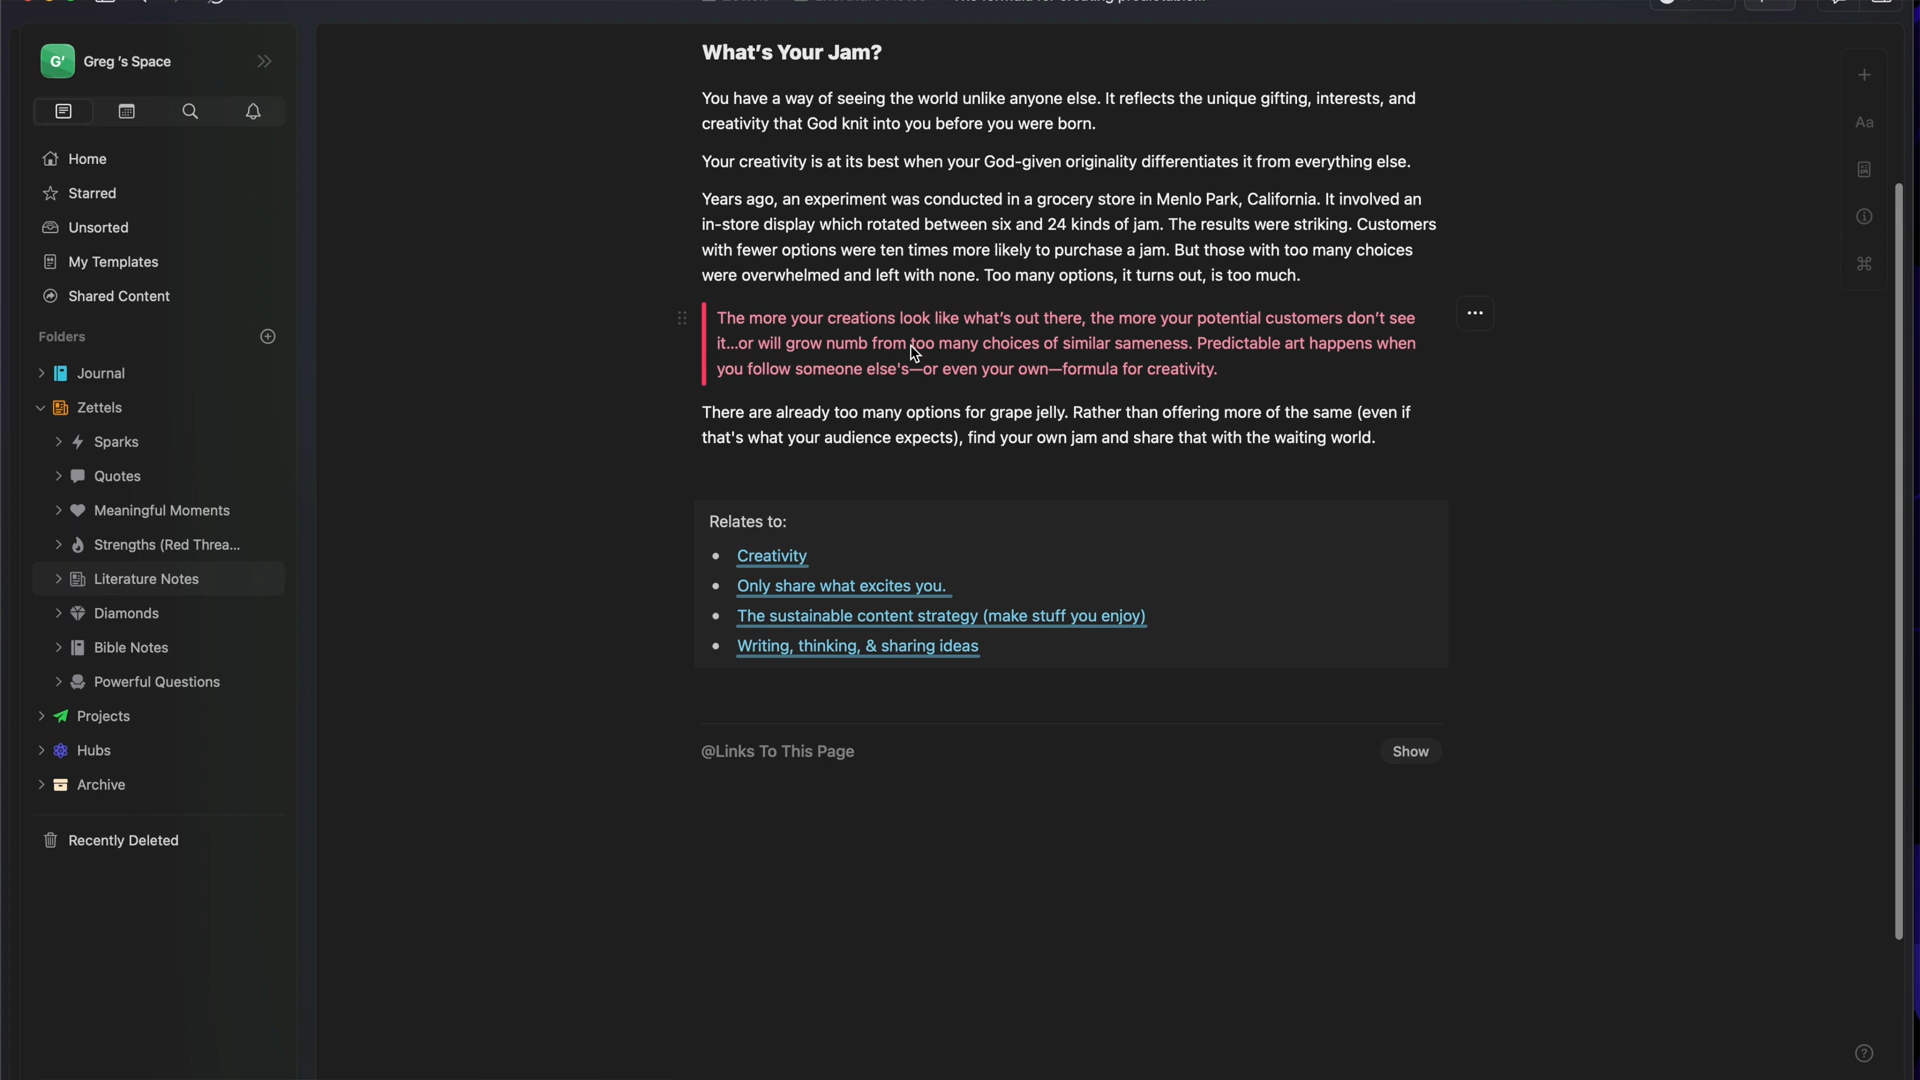 G'
Greg 's Space
Home
Starred
Unsorted
My Templates
Shared Content
Folders
Journal
Zettels
Sparks
Quotes
Meaningful Moments
Strengths (Red Threa...
Literature Notes
Diamonds
Bible Notes
Powerful Questions
Projects
Hubs
Archive
Recently Deleted
What's Your Jam?
You have a way of seeing the world unlike anyone else. It reflects the unique gifting, interests, and
creativity that God knit into you before you were born.
Your creativity is at its best when your God-given originality differentiates it from everything else.
Years ago, an experiment was conducted in a grocery store in Menlo Park, California. It involved an
in-store display which rotated between six and 24 kinds of jam. The results were striking. Customers
with fewer options were ten times more likely to purchase a jam. But those with too many choices
were overwhelmed and left with none. Too many options, it turns out, is too much.
The more your creations look like what's out there, the more your potential customers don't see
it...or will grow numb from too many choices of similar sameness. Predictable art happens when
you follow someone else's—or even your own—formula for creativity.
There are already too many options for grape jelly. Rather than offering more of the same (even if
that's what your audience expects), find your own jam and share that with the waiting world.
Relates to:
Creativity
Only share what excites you.
The sustainable content strategy (make stuff you enjoy)
Writing, thinking, & sharing ideas
@Links To This Page
Show
Aa